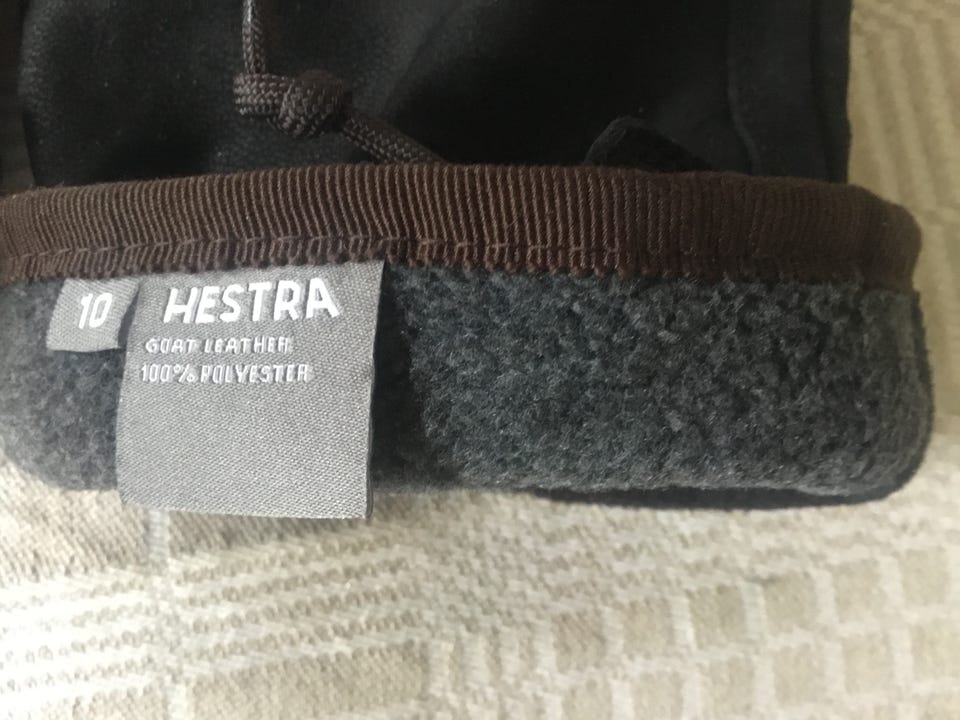 10
HESTRA
GOAT LEATHER
100% POLYESTER